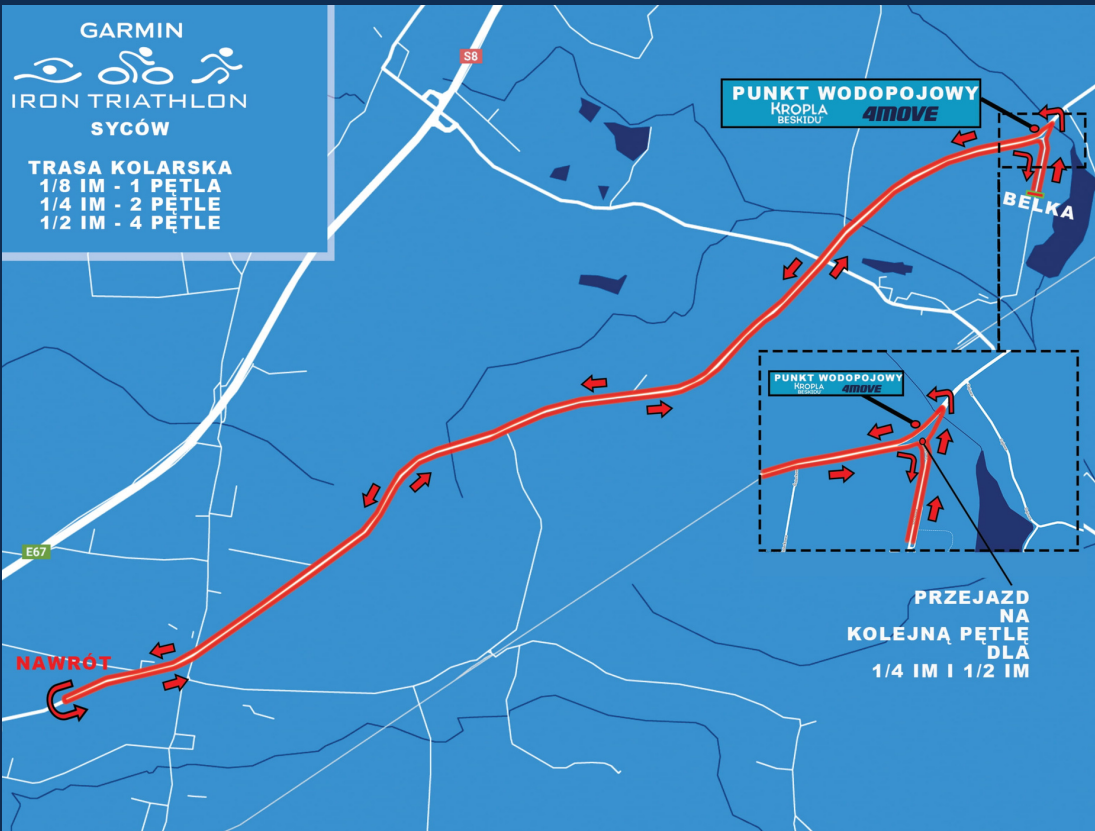 GARMIN
IRON TRIATHLON
SYCÓW
TRASA KOLARSKA
1/8 IM - 1 PĘTLA
1/4 IM - 2 PĘTLE
1/2 IM - 4 PĘTLE
S8
PUNKT WODOPOJOWY
KROPLA
BESKIDU
4MOVE
BELKA
PUNKT WODOPOJOWY
KROPLA
BESKIDU
4MOVE
E67
PRZEJAZD
NA
KOLEJNĄ PĘTLĘ
DLA
1/4 IM I 1/2 IM
NAWRÓT